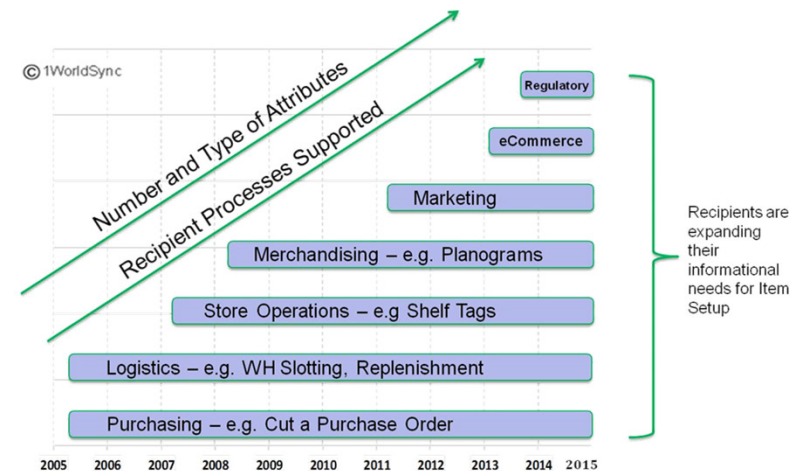 © 1WorldSync
Number and Type of Attributes
Recipient Processes Supported
Regulatory
eCommerce
Marketing
Merchandising – e.g. Planograms
Store Operations – e.g Shelf Tags
Logistics – e.g. WH Slotting, Replenishment
Purchasing – e.g. Cut a Purchase Order
Recipients are
expanding
their
informational
needs for Item
Setup
2005 2006 2007 2008 2009 2010 2011 2012 2013 2014 2015